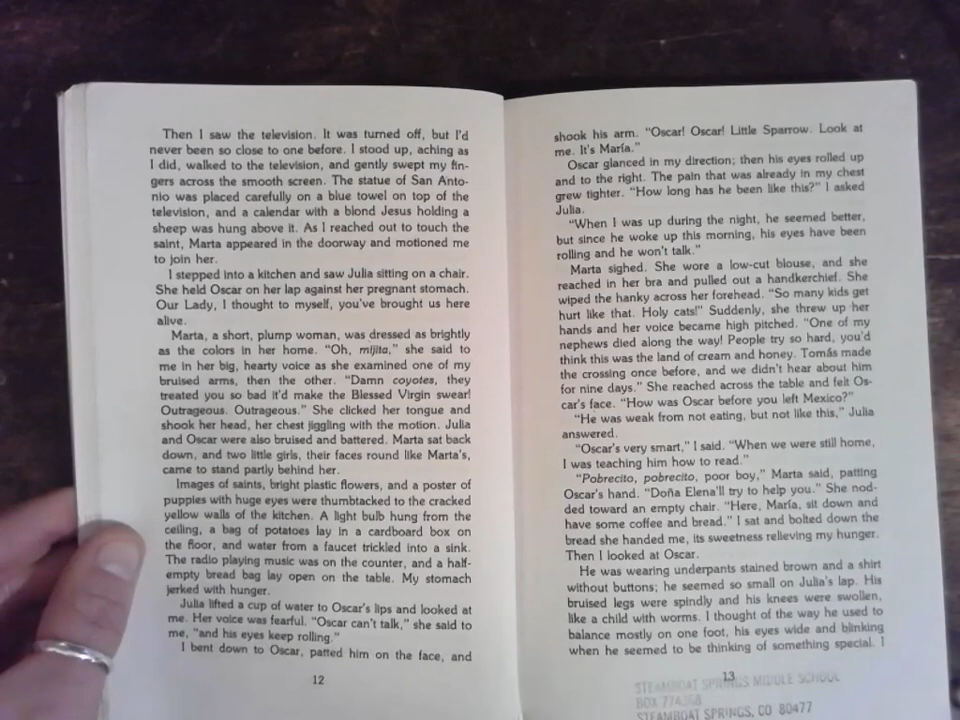 Then I saw the television. It was turned off, but I'd
never been so close to one before. I stood up, aching as
I did, walked to the television, and gently swept my fin-
gers across the smooth screen. The statue of San Anto-
nio was placed carefully on a blue towel on top of the
television, and a calendar with a blond Jesus holding a
sheep was hung above it. As I reached out to touch the
saint, Marta appeared in the doorway and motioned me
to join her.
I stepped into a kitchen and saw Julia sitting on a chair.
She held Oscar on her lap against her pregnant stomach.
Our Lady, I thought to myself, you've brought us here
alive.
Marta, a short, plump woman, was dressed as brightly
as the colors in her home. "Oh, mijita," she said to
me in her big, hearty voice as she examined one of my
bruised arms, then the other. "Damn coyotes, they
treated you so bad it'd make the Blessed Virgin swear!
Outrageous. Outrageous." She clicked her tongue and
shook her head, her chest jiggling with the motion. Julia
and Oscar were also bruised and battered. Marta sat back
down, and two little girls, their faces round like Marta's,
came to stand partly behind her.
Images of saints, bright plastic flowers, and a poster of
puppies with huge eyes were thumbtacked to the cracked
yellow walls of the kitchen. A light bulb hung from the
ceiling, a bag of potatoes lay in a cardboard box on
the floor, and water from a faucet trickled into a sink.
The radio playing music was on the counter, and a half-
empty bread bag lay open on the table. My stomach
jerked with hunger.
Julia lifted a cup of water to Oscar's lips and looked at
me. Her voice was fearful. "Oscar can't talk," she said to
me, "and his eyes keep rolling."
I bent down to Oscar, patted him on the face, and
12
shook his arm. "Oscar! Oscar! Little Sparrow. Look at
me. It's María."
Oscar glanced in my direction; then his eyes rolled up
and to the right. The pain that was already in my chest
grew tighter. "How long has he been like this?" I asked
Julia.
"When I was up during the night, he seemed better,
but since he woke up this morning, his eyes have been
rolling and he won't talk."
Marta sighed. She wore a low-cut blouse, and she
reached in her bra and pulled out a handkerchief. She
wiped the hanky across her forehead. "So many kids get
hurt like that. Holy cats!" Suddenly, she threw up her
hands and her voice became high pitched. "One of my
nephews died along the way! People try so hard, you'd
think this was the land of cream and honey. Tomás made
the crossing once before, and we didn't hear about him
for nine days." She reached across the table and felt Os-
car's face. "How was Oscar before you left Mexico?"
"He was weak from not eating, but not like this," Julia
answered.
"Oscar's very smart," I said. "When we were still home,
I was teaching him how to read."
"Pobrecito, pobrecito, poor boy," Marta said, patting
Oscar's hand. "Doña Elena'll try to help you." She nod-
ded toward an empty chair. "Here, María, sit down and
have some coffee and bread." I sat and bolted down the
bread she handed me, its sweetness relieving my hunger.
Then I looked at Oscar.
He was wearing underpants stained brown and a shirt
without buttons; he seemed so small on Julia's lap. His
bruised legs were spindly and his knees were swollen,
like a child with worms. I thought of the way he used to
balance mostly on one foot, his eyes wide and blinking
when he seemed to be thinking of something special. I
13
STEAMBOAT SPRINGS MIDDLE SCHOOL
BOX 774368
STEAMBOAT SPRINGS, CO 80477